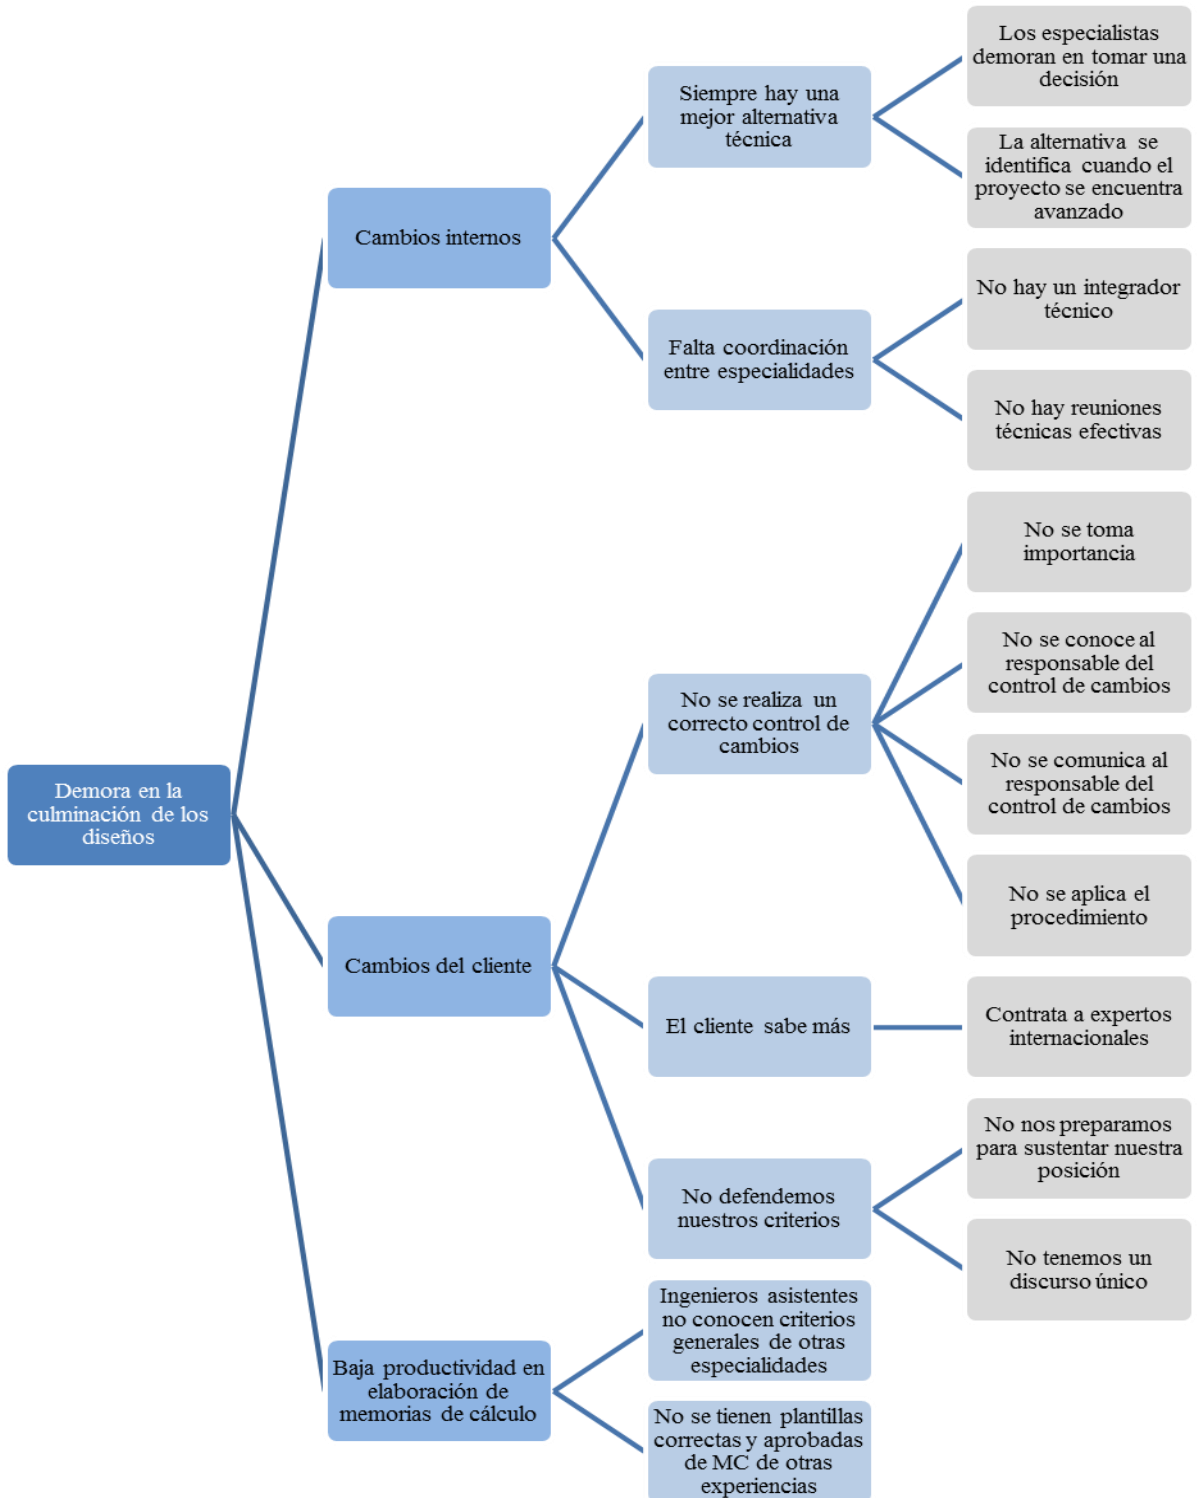 Los especialistas
demoran en tomar una
decisión
Siempre hay una
mejor alternativa
técnica
La alternativa se
identifica cuando el
proyecto se encuentra
avanzado
Cambios internos
No hay un integrador
técnico
Falta coordinación
entre especialidades
No hay reuniones
técnicas efectivas
No se toma
importancia
No se conoce al
responsable del
control de cambios
No se realiza un
correcto control de
cambios
No se comunica al
responsable del
control de cambios
Demora en la
culminación de los
diseños
No se aplica el
procedimiento
Cambios del cliente
El cliente sabe más
Contrata a expertos
internacionales
No nos preparamos
para sustentar nuestra
posición
No defendemos
nuestros criterios
No tenemos un
discurso único
Ingenieros asistentes
no conocen criterios
generales de otras
especialidades
Baja productividad en
elaboración de
memorias de cálculo
No se tienen plantillas
correctas y aprobadas
de MC de otras
experiencias